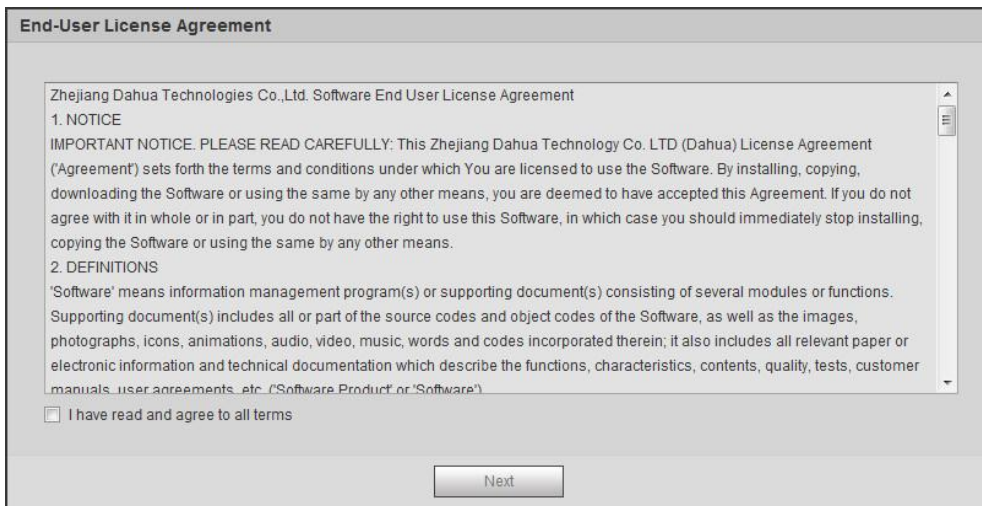 End-User License Agreement
Zhejiang Dahua Technologies Co.,Ltd. Software End User License Agreement
1. NOTICE
IMPORTANT NOTICE. PLEASE READ CAREFULLY: This Zhejiang Dahua Technology Co. LTD (Dahua) License Agreement
('Agreement') sets forth the terms and conditions under which You are licensed to use the Software. By installing, copying,
downloading the Software or using the same by any other means, you are deemed to have accepted this Agreement. If you do not
agree with it in whole or in part, you do not have the right to use this Software, in which case you should immediately stop installing,
copying the Software or using the same by any other means.
2. DEFINITIONS
'Software' means information management program(s) or supporting document(s) consisting of several modules or functions.
Supporting document(s) includes all or part of the source codes and object codes of the Software, as well as the images,
photographs, icons, animations, audio, video, music, words and codes incorporated therein; it also includes all relevant paper or
electronic information and technical documentation which describe the functions, characteristics, contents, quality, tests, customer
manuals, user agreements, etc. ('Software Product' or 'Software')
I have read and agree to all terms
Next